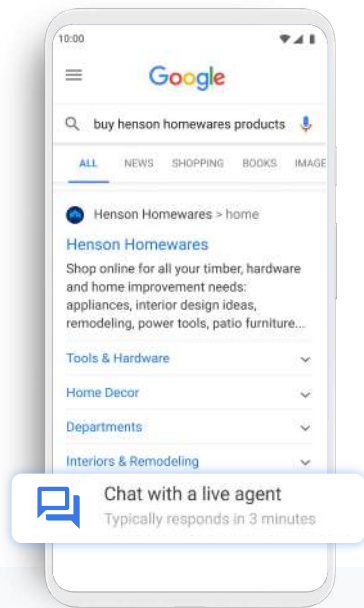 10:00
Google
buy henson homewares products
ALL NEWS SHOPPING BOOKS IMAGE
Henson Homewares > home
Henson Homewares
Shop online for all your timber, hardware
and home improvement needs:
appliances, interior design ideas,
remodeling, power tools, patio furniture...
Tools & Hardware
Home Decor
Departments
Interiors & Remodeling
Chat with a live agent
Typically responds in 3 minutes